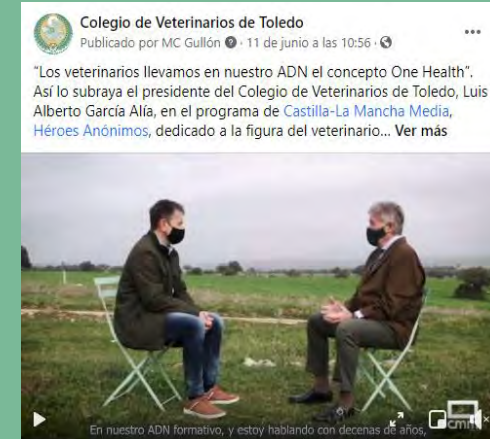 Colegio de Veterinarios de Toledo
Publicado por MC Gullón · 11 de junio a las 10:56 ·
"Los veterinarios llevamos en nuestro ADN el concepto One Health".
Así lo subraya el presidente del Colegio de Veterinarios de Toledo, Luis
Alberto García Alía, en el programa de Castilla-La Mancha Media,
Héroes Anónimos, dedicado a la figura del veterinario... Ver más
En nuestro ADN formativo, y estoy hablando con decenas de años,
cmm